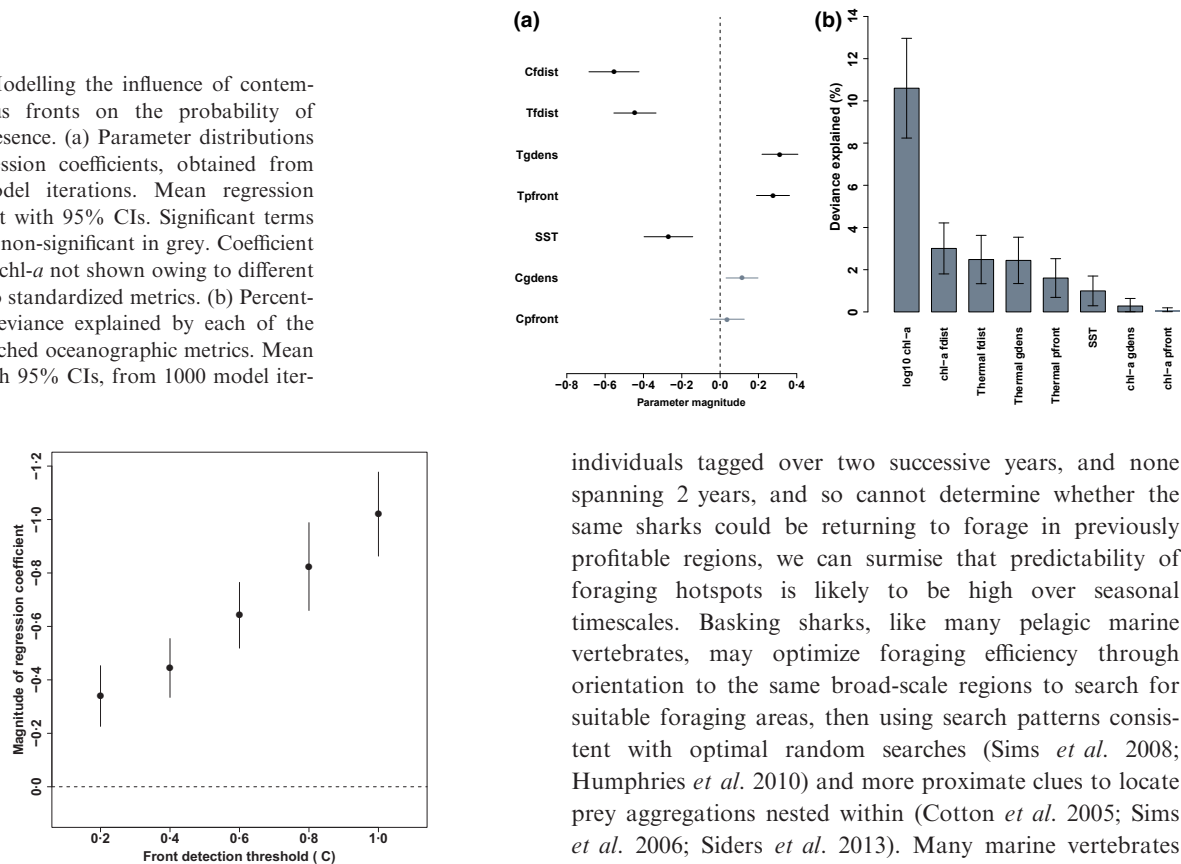 odelling the influence of contem-
us fronts on the probability of
esence. (a) Parameter distributions
ession coefficients, obtained from
odel iterations. Mean regression
t with 95% CIs. Significant terms
non-significant in grey. Coefficient
chl-a not shown owing to different
o standardized metrics. (b) Percent-
eviance explained by each of the
ched oceanographic metrics. Mean
h 95% CIs, from 1000 model iter-
(a)
Cfdist
Tfdist
Tgdens
Tpfront
SST
Cgdens
Cpfront
−0·8 −0·6 −0·4 −0·2 0·0 0·2 0·4
Parameter magnitude
(b)
Deviance explained (%)
14
12
10
8
6
4
2
0
log10 chl−a
chl−a fdist
Thermal fdist
Thermal gdens
Thermal pfront
SST
chl−a gdens
chl−a pfront
Magnitude of regression coefficient
−1·2
−1·0
−0·8
−0·6
−0·4
−0·2
0·0
0·2 0·4 0·6 0·8 1·0
Front detection threshold ( C)
individuals tagged over two successive years, and none
spanning 2 years, and so cannot determine whether the
same sharks could be returning to forage in previously
profitable regions, we can surmise that predictability of
foraging hotspots is likely to be high over seasonal
timescales. Basking sharks, like many pelagic marine
vertebrates, may optimize foraging efficiency through
orientation to the same broad-scale regions to search for
suitable foraging areas, then using search patterns consis-
tent with optimal random searches (Sims et al. 2008;
Humphries et al. 2010) and more proximate clues to locate
prey aggregations nested within (Cotton et al. 2005; Sims
et al. 2006; Siders et al. 2013). Many marine vertebrates